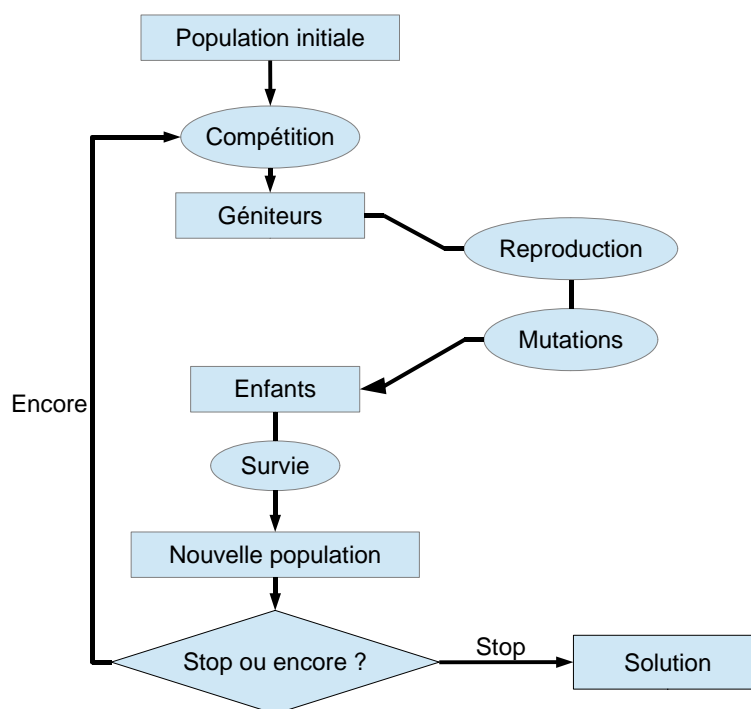 Population initiale
Compétition
Géniteurs
Reproduction
Mutations
Enfants
Encore
Survie
Nouvelle population
Stop ou encore ?
Stop
Solution